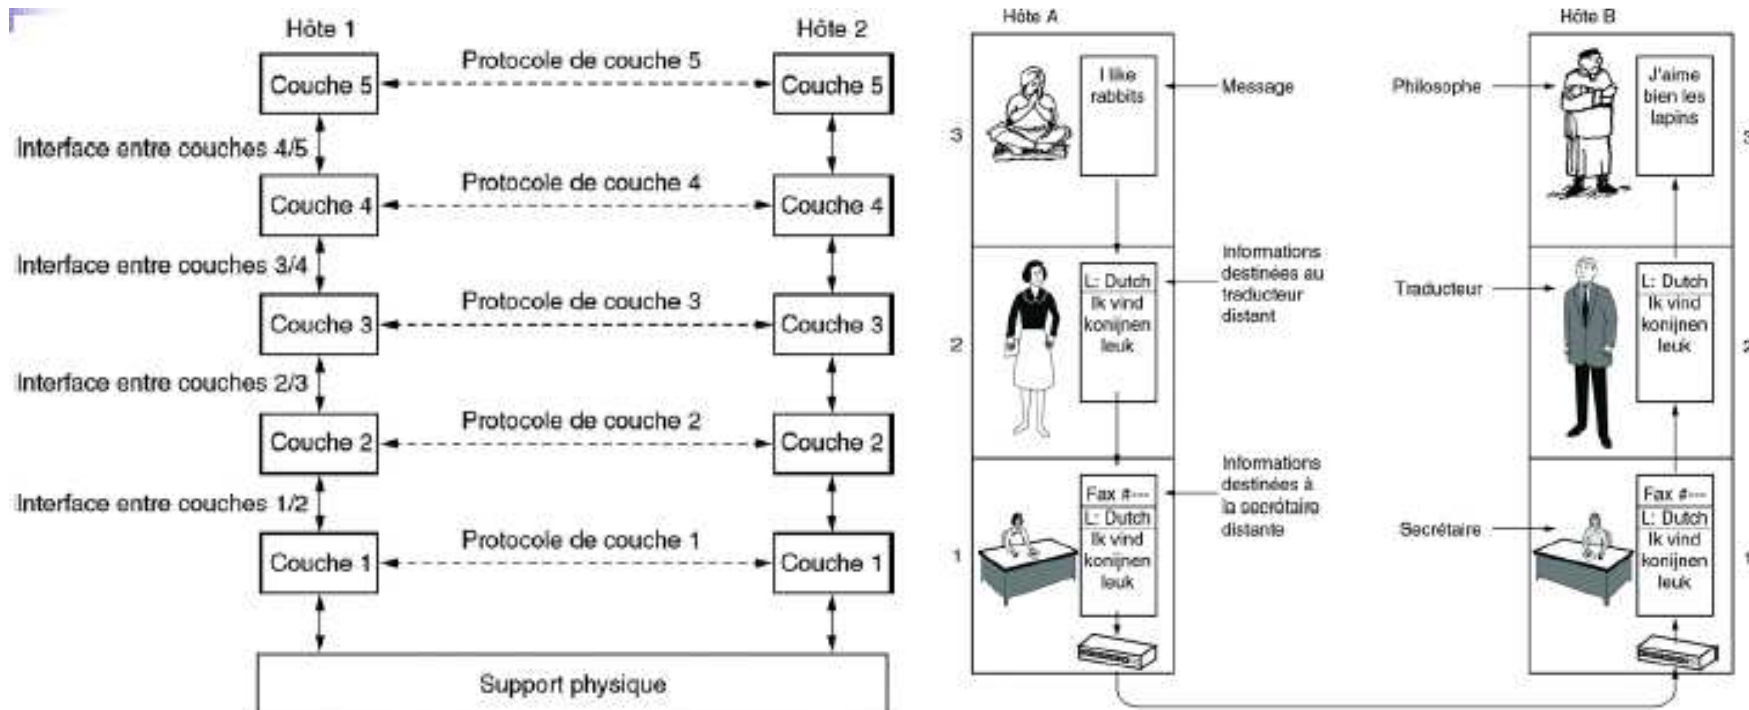 Hôte 1
Hôte 2
Couche 5
Protocole de couche 5
Couche 5
Interface entre couches 4/5
Couche 4
Protocole de couche 4
Couche 4
Interface entre couches 3/4
Couche 3
Protocole de couche 3
Couche 3
Interface entre couches 2/3
Couche 2
Protocole de couche 2
Couche 2
Interface entre couches 1/2
Couche 1
Protocole de couche 1
Couche 1
Support physique
Hôte A
Hôte B
3
I like
rabbits
Message
Philosophe
J'aime
bien les
lapins
3
2
L: Dutch
Ik vind
konijnen
leuk
Informations
destinées au
traducteur
distant
Traducteur
L: Dutch
Ik vind
konijnen
leuk
2
1
Fax #---
L: Dutch
Ik vind
konijnen
leuk
Informations
destinées à
la secrétaire
distante
Secrétaire
Fax #---
L: Dutch
Ik vind
konijnen
leuk
1